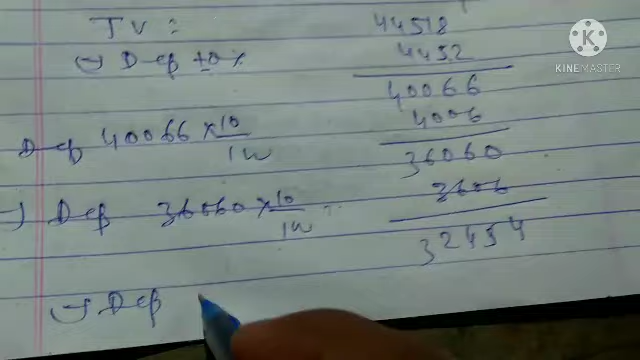 TV : 44518
(-) Dep 10% 4452
40066
Dep 40066 × 10/100 4006
36060
(-) Dep 36060 × 10/100 3606
32454
(-) Dep
KINEMASTER